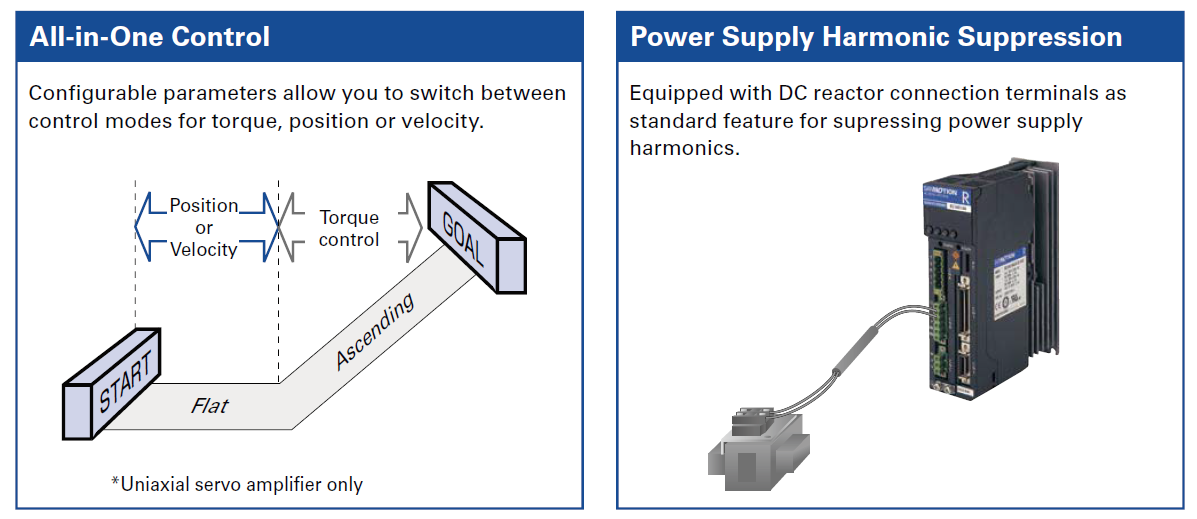 All-in-One Control
Configurable parameters allow you to switch between
control modes for torque, position or velocity.
Position
or
Velocity
Torque
control
GOAL
START
Flat
Ascending
*Uniaxial servo amplifier only
Power Supply Harmonic Suppression
Equipped with DC reactor connection terminals as
standard feature for supressing power supply
harmonics.
SANMOTION
R